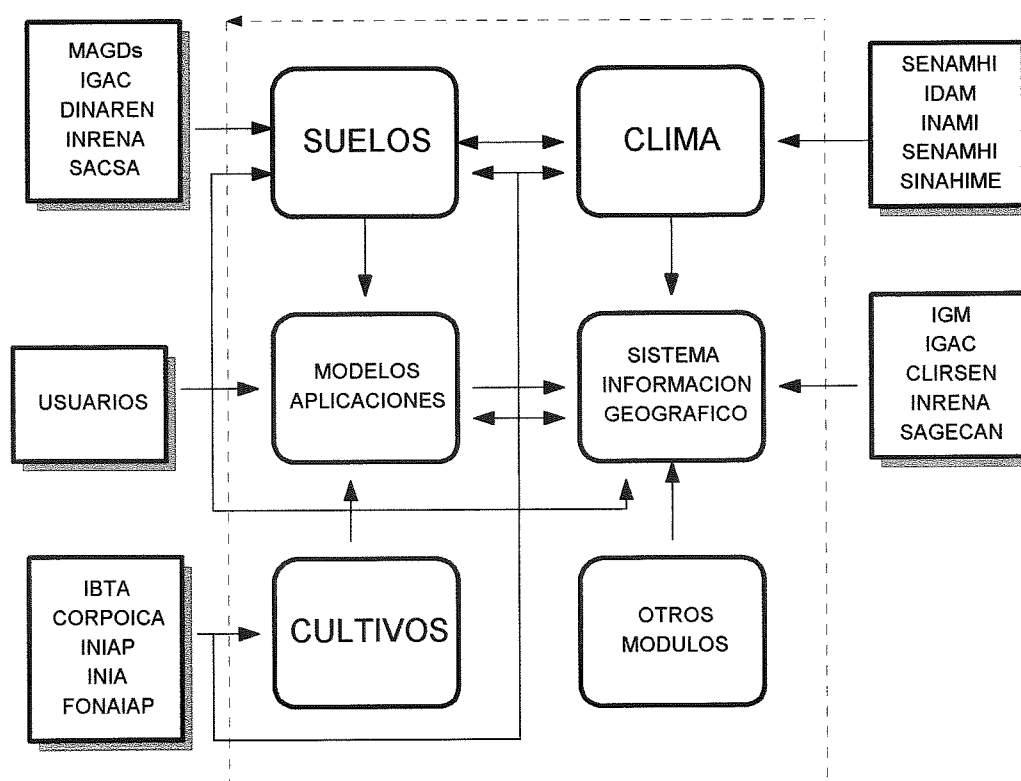 MAGDs
IGAC
DINAREN
INRENA
SACSA
SUELOS
CLIMA
SENAMHI
IDAM
INAMI
SENAMHI
SINAHIME
USUARIOS
MODELOS
APLICACIONES
SISTEMA
INFORMACION
GEOGRAFICO
IGM
IGAC
CLIRSEN
INRENA
SAGECAN
IBTA
CORPOICA
INIAP
INIA
FONAIAP
CULTIVOS
OTROS
MODULOS